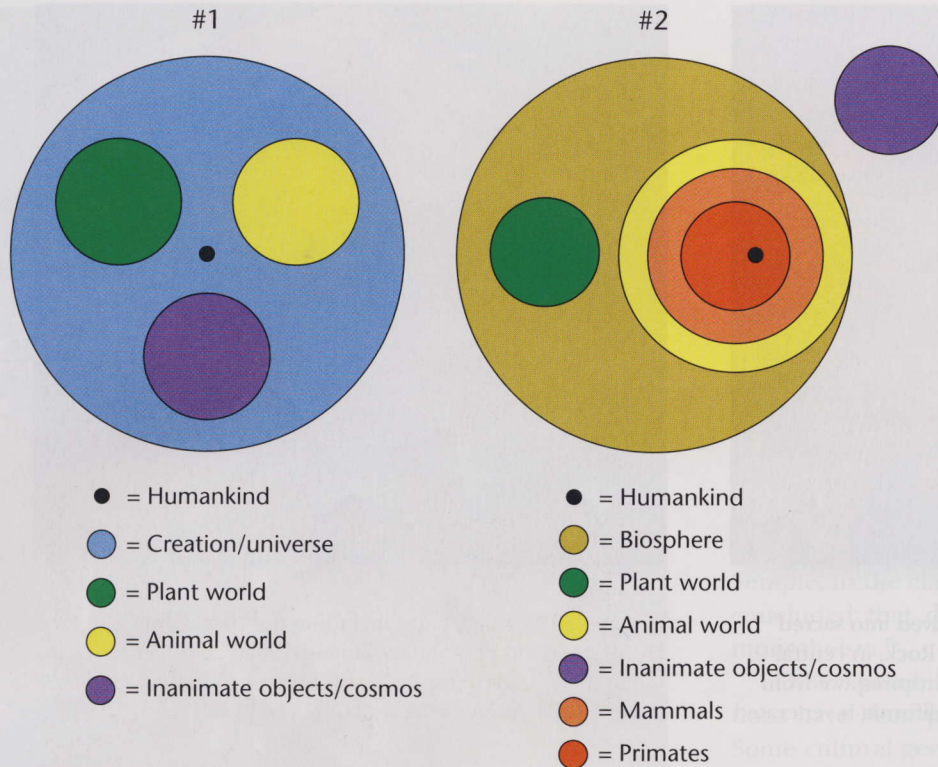 #1
#2
= Humankind
= Creation/universe
= Plant world
= Animal world
= Inanimate objects/cosmos
= Humankind
= Biosphere
= Plant world
= Animal world
= Inanimate objects/cosmos
= Mammals
= Primates